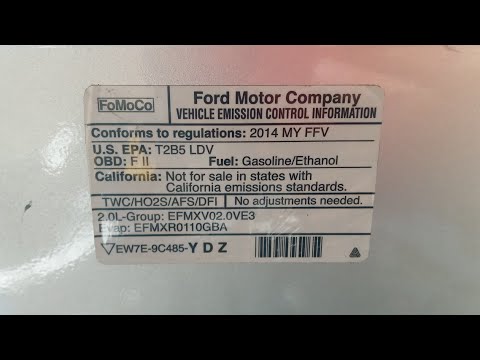 FoMoCo
Ford Motor Company
VEHICLE EMISSION CONTROL INFORMATION
Conforms to regulations: 2014 MY FFV
U.S. EPA: T2B5 LDV
OBD: F II Fuel: Gasoline/Ethanol
California: Not for sale in states with
California emissions standards.
TWC/HO2S/AFS/DFI No adjustments needed.
2.0L-Group: EFMXV02.0VE3
Evap: EFMXR0110GBA
EW7E-9C485-Y D Z